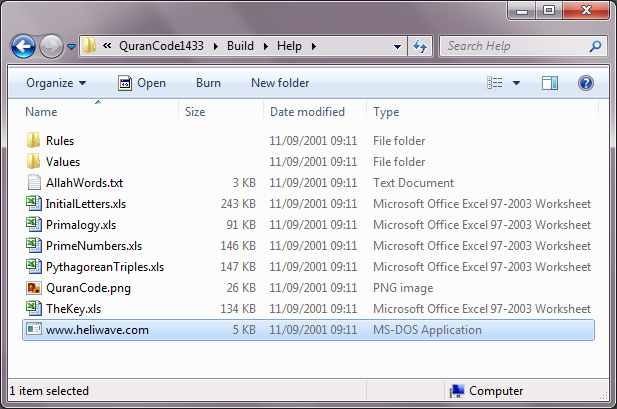 « QuranCode1433 Build Help Search Help
Organize Open Burn New folder
Name Size Date modified Type
Rules 11/09/2001 09:11 File folder
Values 11/09/2001 09:11 File folder
AllahWords.txt 3 KB 11/09/2001 09:11 Text Document
InitialLetters.xls 243 KB 11/09/2001 09:11 Microsoft Office Excel 97-2003 Worksheet
Primalogy.xls 91 KB 11/09/2001 09:11 Microsoft Office Excel 97-2003 Worksheet
PrimeNumbers.xls 146 KB 11/09/2001 09:11 Microsoft Office Excel 97-2003 Worksheet
PythagoreanTriples.xls 147 KB 11/09/2001 09:11 Microsoft Office Excel 97-2003 Worksheet
QuranCode.png 26 KB 11/09/2001 09:11 PNG image
TheKey.xls 134 KB 11/09/2001 09:11 Microsoft Office Excel 97-2003 Worksheet
www.heliwave.com 5 KB 11/09/2001 09:11 MS-DOS Application
1 item selected Computer